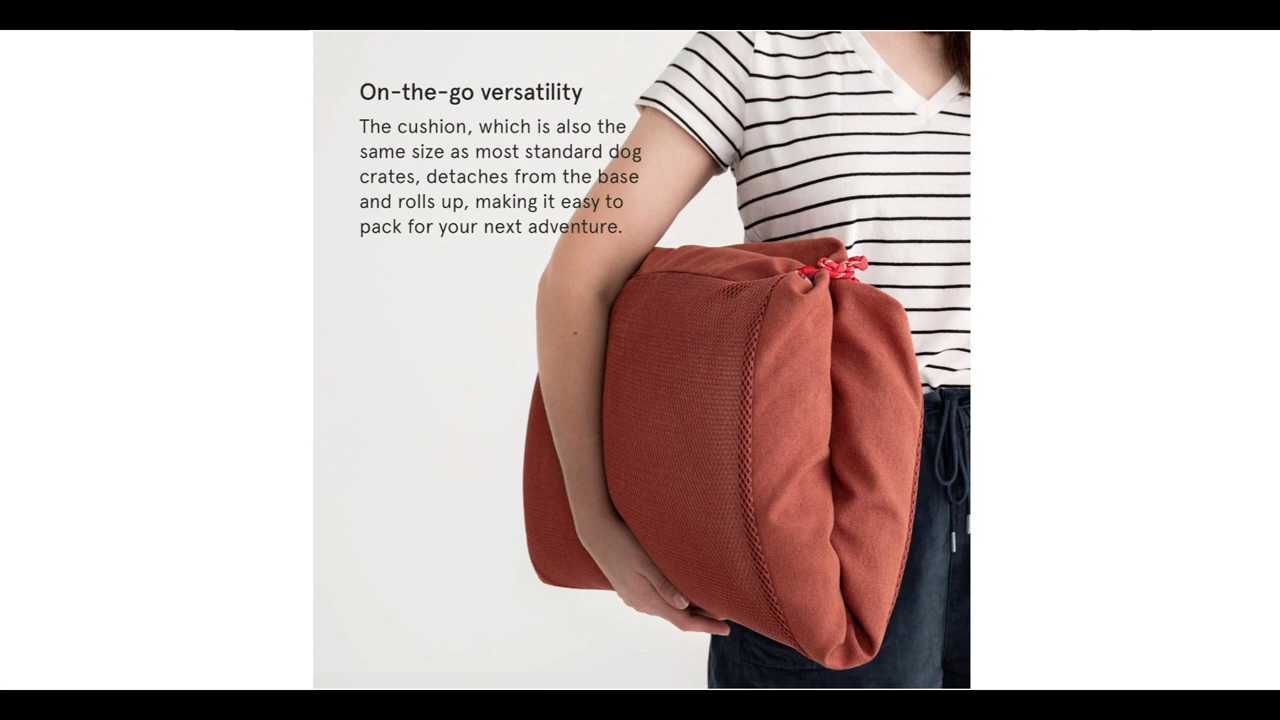 On-the-go versatility
The cushion, which is also the
same size as most standard dog
crates, detaches from the base
and rolls up, making it easy to
pack for your next adventure.